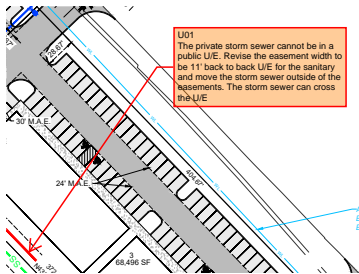 U01
The private storm sewer cannot be in a
public U/E. Revise the easement width to
be 11' back to back U/E for the sanitary
and move the storm sewer outside of the
easements. The storm sewer can cross
the U/E
28.67'
30' M.A.E.
24' M.A.E.
404.67'
3
68,496 SF
SS